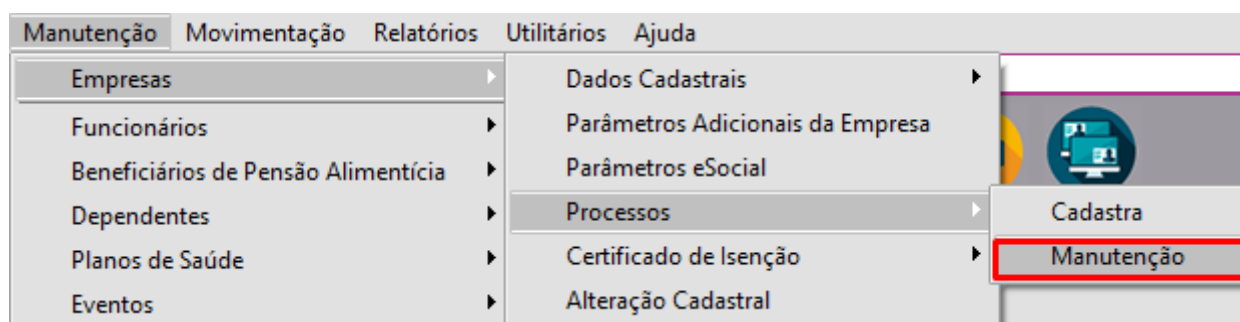 Manutenção Movimentação Relatórios Utilitários Ajuda
Empresas
Funcionários
Beneficiários de Pensão Alimentícia
Dependentes
Planos de Saúde
Eventos
Dados Cadastrais
Parâmetros Adicionais da Empresa
Parâmetros eSocial
Processos
Certificado de Isenção
Alteração Cadastral
Cadastra
Manutenção